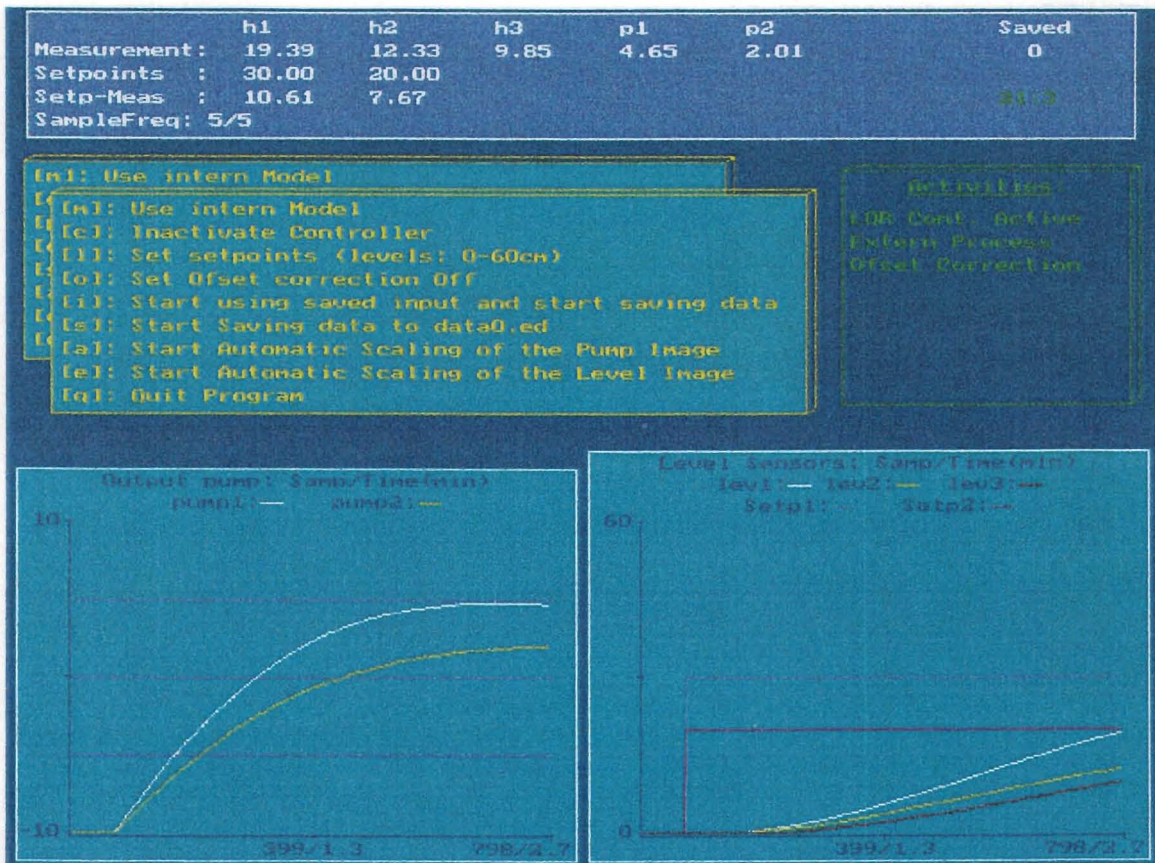 h1 h2 h3 p1 p2 Saved
Measurement: 19.39 12.33 9.85 4.65 2.01 0
Setpoints : 30.00 20.00
Setp-Meas : 10.61 7.67
SampleFreq: 5/5
[m]: Use intern Model
[m]: Use intern Model
[c]: Inactivate Controller
[l]: Set setpoints (levels: 0-60cm)
[o]: Set Ofset correction Off
[i]: Start using saved input and start saving data
[s]: Start Saving data to data0.ed
[a]: Start Automatic Scaling of the Pump Image
[e]: Start Automatic Scaling of the Level Image
[q]: Quit Program
Activities
LQR Cont. Active
Extern Process
Ofset Correction
Output pump: Samp/Time(min)
pump1: pump2:
10
-10
399/1.3 798/2.7
Level Sensors: Samp/Time(min)
lev1: lev2: lev3:
Setp1: Setp2:
60
0
399/1.3 798/2.7